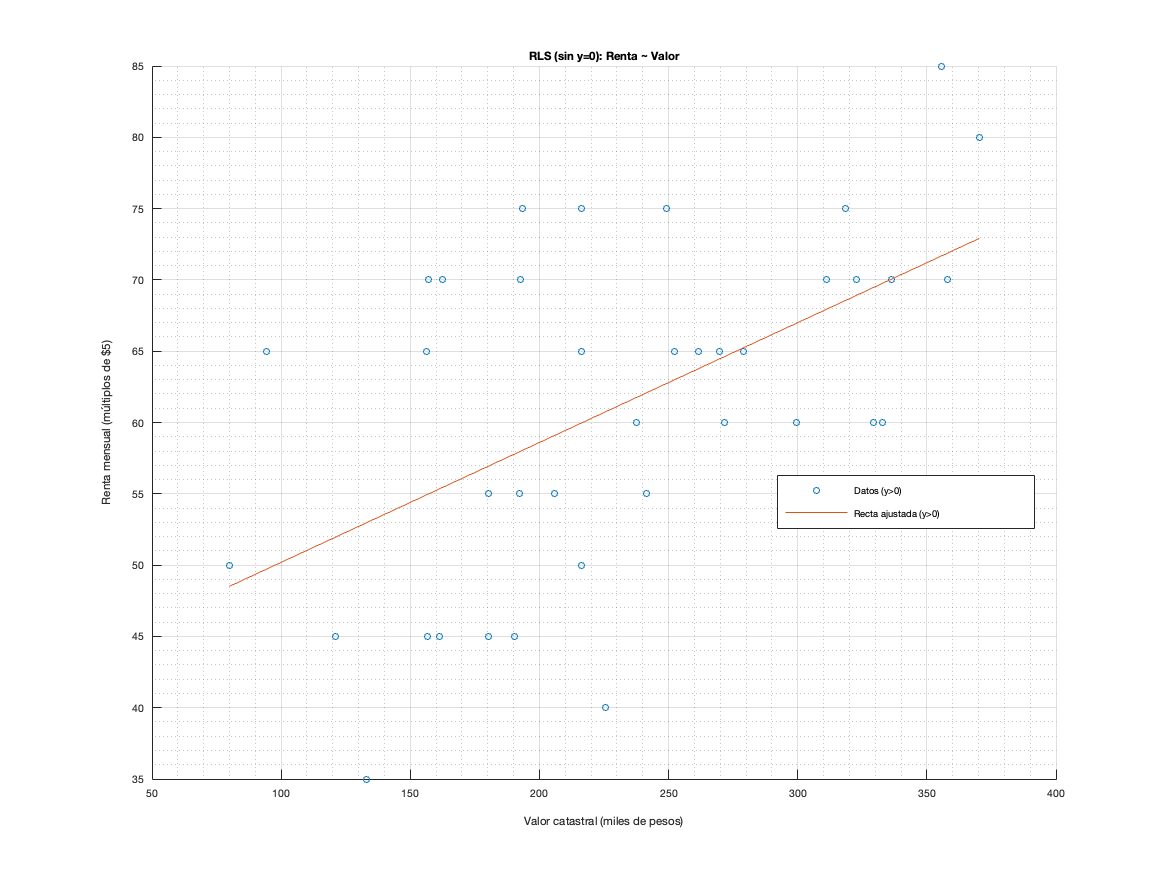 RLS (sin y=0): Renta ~ Valor
85
80
75
70
65
60
55
50
45
40
35
Renta mensual (múltiplos de $5)
Datos (y>0)
Recta ajustada (y>0)
50 100 150 200 250 300 350 400
Valor catastral (miles de pesos)